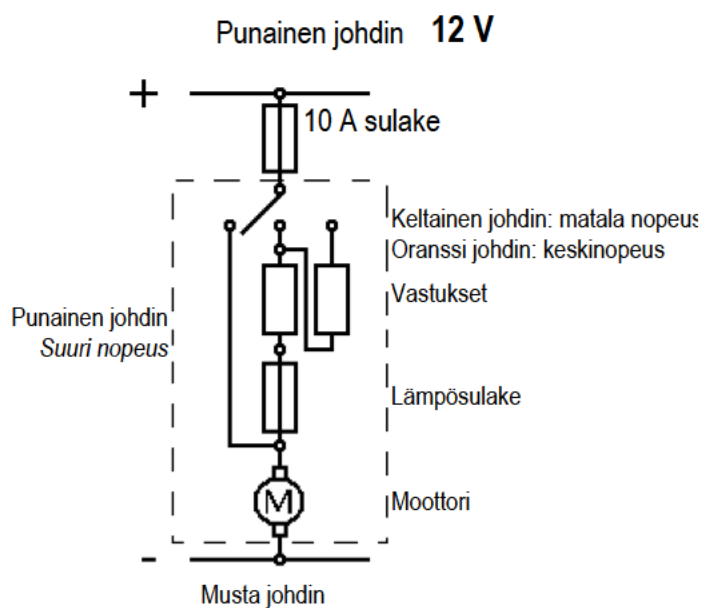 Punainen johdin 12 V
+
10 A sulake
Keltainen johdin: matala nopeus
Oranssi johdin: keskinopeus
Vastukset
Punainen johdin
Suuri nopeus
Lämpösulake
M
Moottori
-
Musta johdin